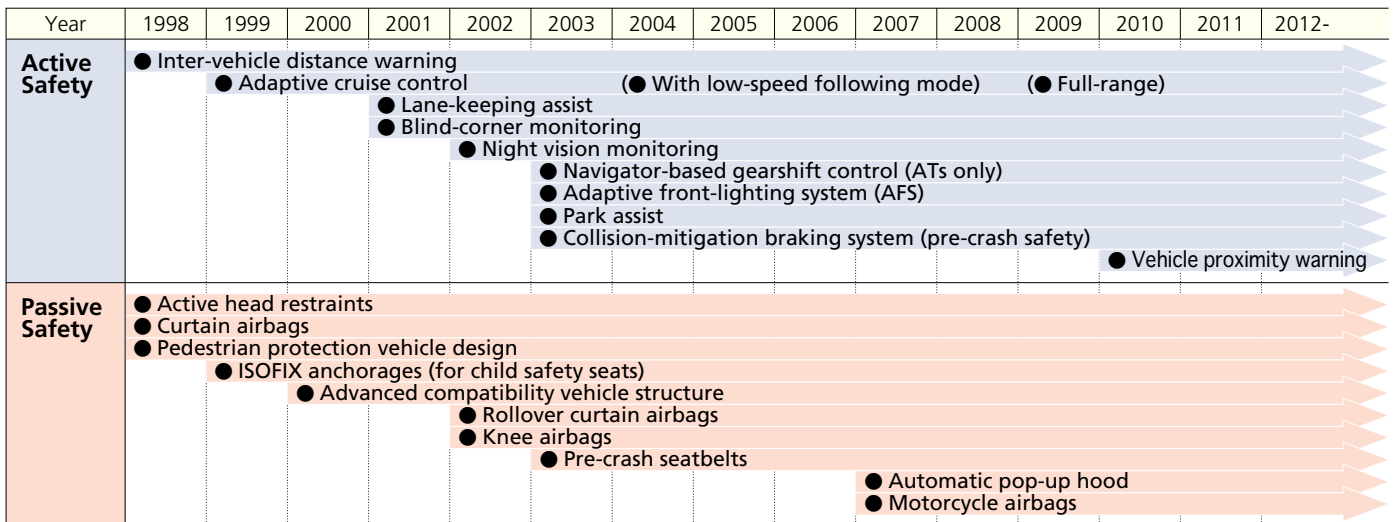 Year 1998 1999 2000 2001 2002 2003 2004 2005 2006 2007 2008 2009 2010 2011 2012-
Active
Safety
● Inter-vehicle distance warning
● Adaptive cruise control (● With low-speed following mode) (● Full-range)
● Lane-keeping assist
● Blind-corner monitoring
● Night vision monitoring
● Navigator-based gearshift control (ATs only)
● Adaptive front-lighting system (AFS)
● Park assist
● Collision-mitigation braking system (pre-crash safety)
● Vehicle proximity warning
Passive
Safety
● Active head restraints
● Curtain airbags
● Pedestrian protection vehicle design
● ISOFIX anchorages (for child safety seats)
● Advanced compatibility vehicle structure
● Rollover curtain airbags
● Knee airbags
● Pre-crash seatbelts
● Automatic pop-up hood
● Motorcycle airbags